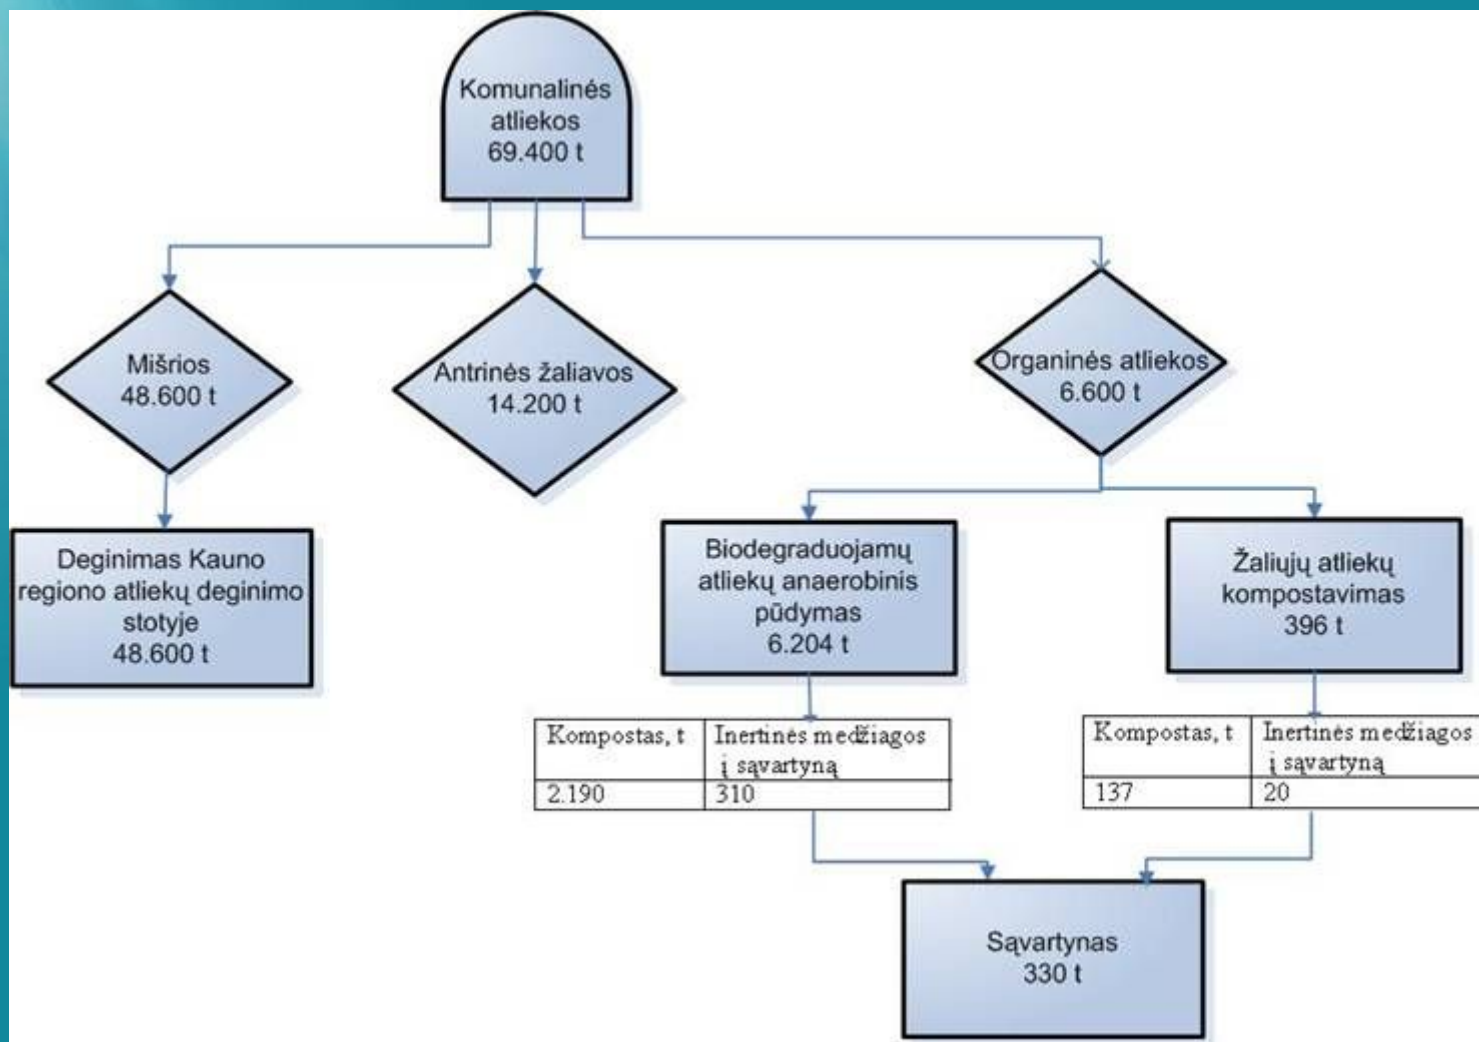 Komunalinės
atliekos
69.400 t
Mišrios
48.600 t
Antrinės žaliavos
14.200 t
Organinės atliekos
6.600 t
Deginimas Kauno
regiono atliekų deginimo
stotyje
48.600 t
Biodegraduojamų
atliekų anaerobinis
pūdymas
6.204 t
Žaliųjų atliekų
kompostavimas
396 t
Kompostas, t
Inertinės medžiagos
į sąvartyną
2.190
310
Kompostas, t
Inertinės medžiagos
į sąvartyną
137
20
Sąvartynas
330 t